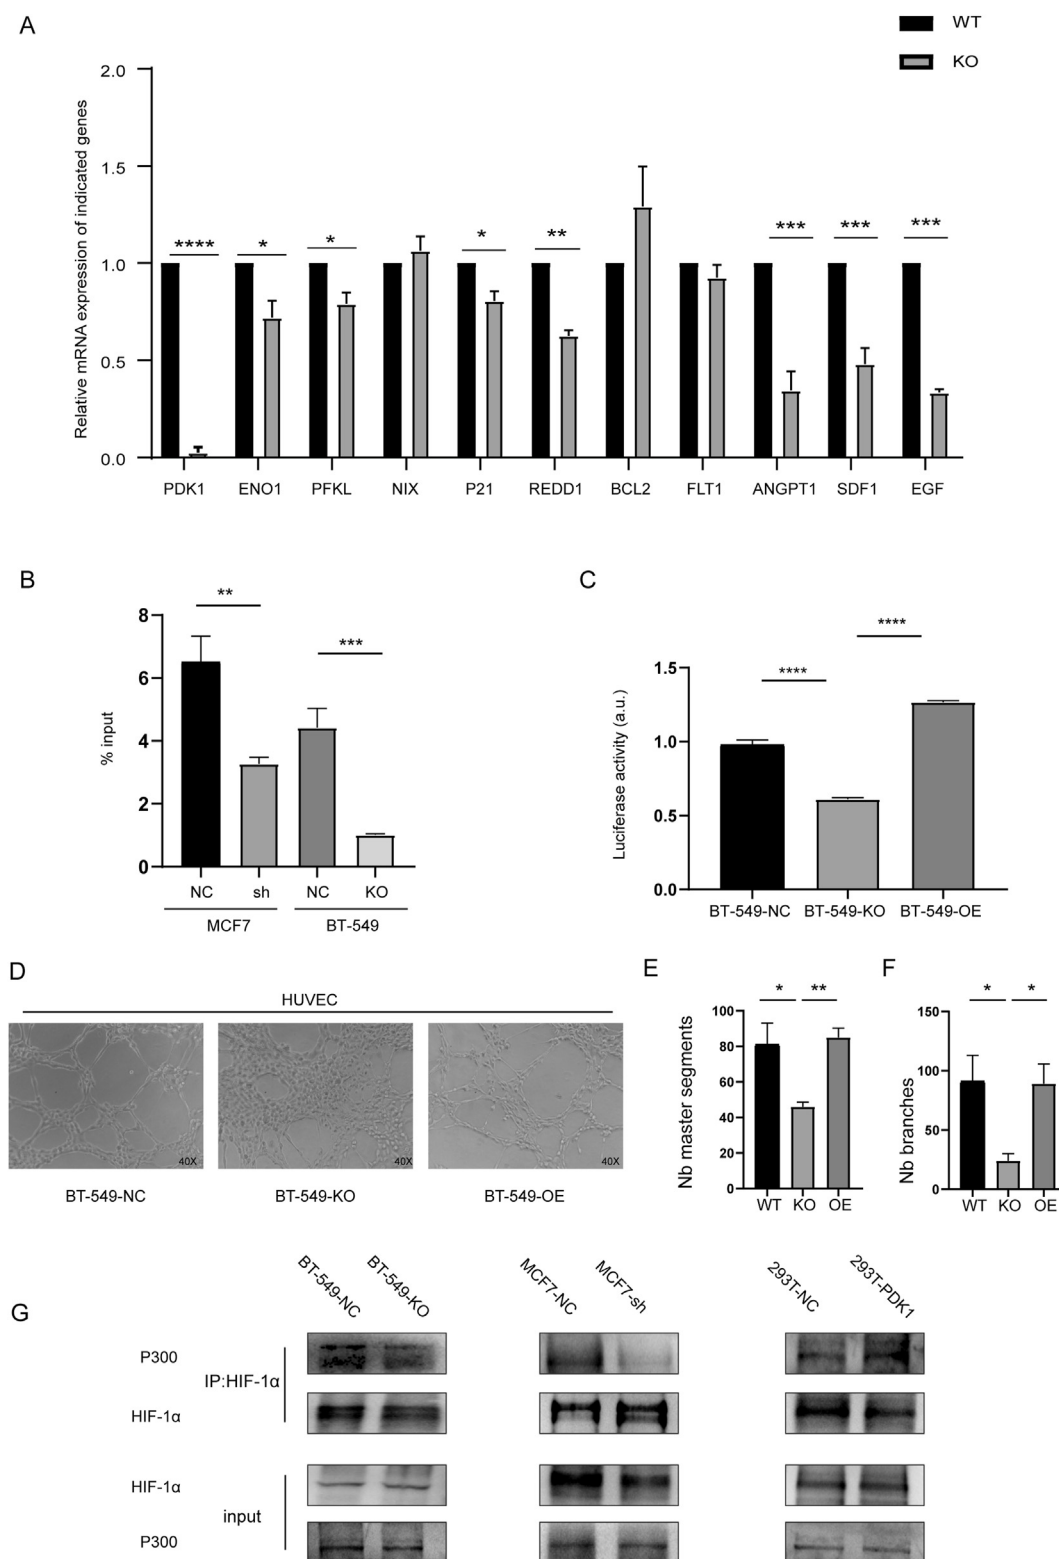 A
WT
KO
Relative mRNA expression of indicated genes
2.0
1.5
1.0
0.5
0.0
**** * * * ** *** *** ***
PDK1 ENO1 PFKL NIX P21 REDD1 BCL2 FLT1 ANGPT1 SDF1 EGF
B
% input
8
6
4
2
0
** ***
NC sh NC KO
MCF7 BT-549
C
Luciferase activity (a.u.)
1.5
1.0
0.5
0.0
**** ****
BT-549-NC BT-549-KO BT-549-OE
D
HUVEC
40X 40X 40X
BT-549-NC BT-549-KO BT-549-OE
E
Nb master segments
100
80
60
40
20
0
* **
WT KO OE
F
Nb branches
150
100
50
0
* *
WT KO OE
G
BT-549-NC BT-549-KO MCF7-NC MCF7-sh 293T-NC 293T-PDK1
P300
IP:HIF-1α
HIF-1α
HIF-1α
input
P300